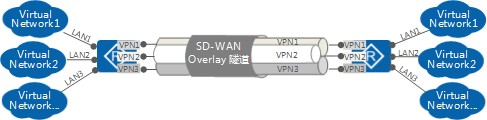 Virtual
Network1
Virtual
Network2
Virtual
Network...
LAN1
LAN2
LAN3
VPN1
VPN2
VPN3
SD-WAN
Overlay 隧道
VPN1
VPN2
VPN3
VPN1
VPN2
VPN3
R
LAN1
LAN2
LAN3
Virtual
Network1
Virtual
Network2
Virtual
Network...